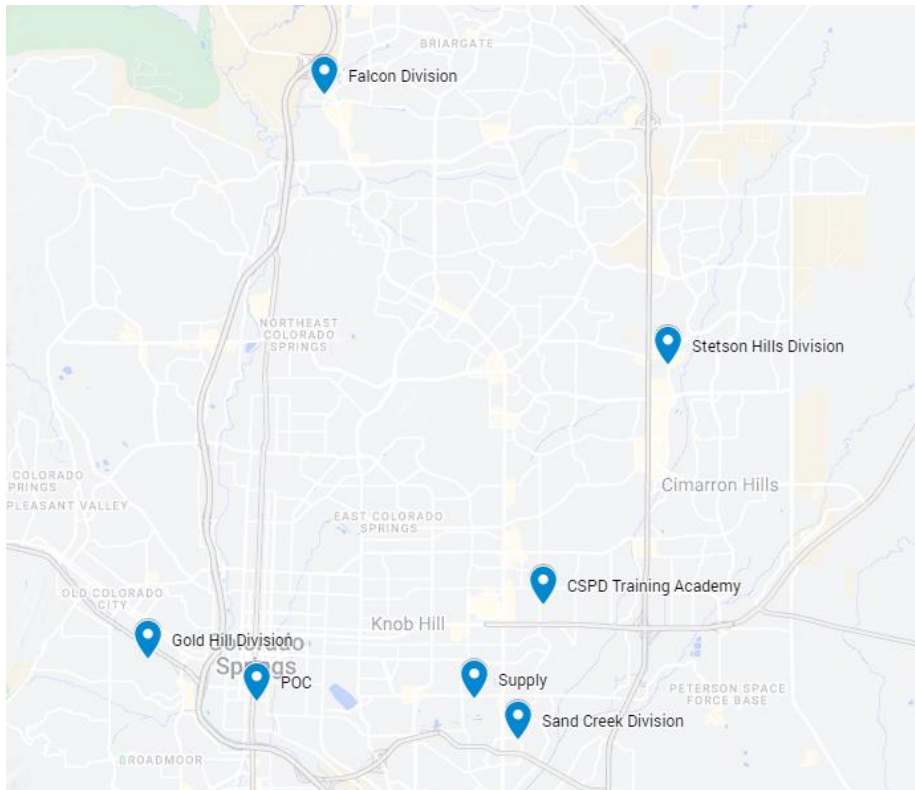 BRIARGATE
Falcon Division
NORTHEAST
COLORADO
SPRINGS
Stetson Hills Division
COLORADO
PRINGS
PLEASANT VALLEY
Cimarron Hills
EAST COLORADO
SPRINGS
CSPD Training Academy
OLD COLORADO
CITY
Knob Hill
Gold Hill Division
Colorado
Springs
POC
Supply
PETERSON SPACE
FORCE BASE
Sand Creek Division
BROADMOOR